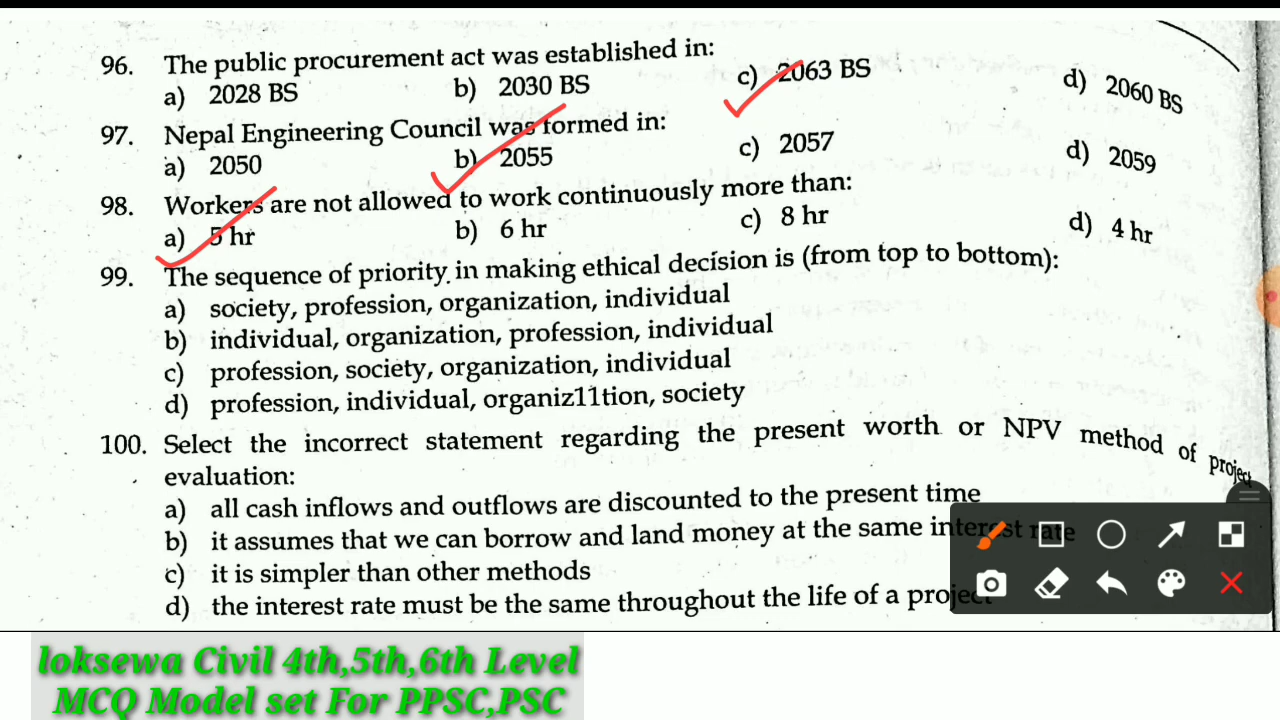 96. The public procurement act was established in:
a) 2028 BS b) 2030 BS c) 2063 BS d) 2060 BS
97. Nepal Engineering Council was formed in:
a) 2050 b) 2055 c) 2057 d) 2059
98. Workers are not allowed to work continuously more than:
a) 5 hr b) 6 hr c) 8 hr d) 4 hr
99. The sequence of priority in making ethical decision is (from top to bottom):
a) society, profession, organization, individual
b) individual, organization, profession, individual
c) profession, society, organization, individual
d) profession, individual, organiz11tion, society
100. Select the incorrect statement regarding the present worth or NPV method of project
evaluation:
a) all cash inflows and outflows are discounted to the present time
b) it assumes that we can borrow and land money at the same interest rate
c) it is simpler than other methods
d) the interest rate must be the same throughout the life of a project
loksewa Civil 4th,5th,6th Level
MCQ Model set For PPSC,PSC